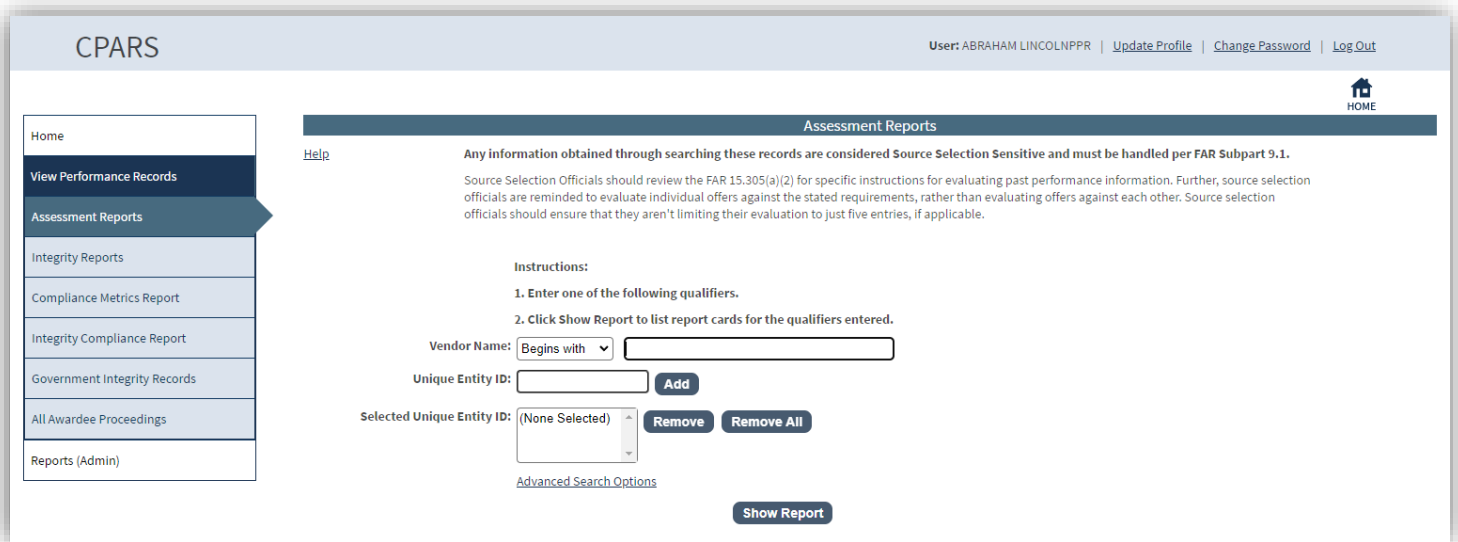 CPARS
User: ABRAHAM LINCOLNPPR | Update Profile | Change Password | Log Out
HOME
Home
View Performance Records
Assessment Reports
Integrity Reports
Compliance Metrics Report
Integrity Compliance Report
Government Integrity Records
All Awardee Proceedings
Reports (Admin)
Assessment Reports
Help
Any information obtained through searching these records are considered Source Selection Sensitive and must be handled per FAR Subpart 9.1.
Source Selection Officials should review the FAR 15.305(a)(2) for specific instructions for evaluating past performance information. Further, source selection
officials are reminded to evaluate individual offers against the stated requirements, rather than evaluating offers against each other. Source selection
officials should ensure that they aren't limiting their evaluation to just five entries, if applicable.
Instructions:
1. Enter one of the following qualifiers.
2. Click Show Report to list report cards for the qualifiers entered.
Vendor Name: Begins with
Unique Entity ID: Add
Selected Unique Entity ID: (None Selected) Remove Remove All
Advanced Search Options
Show Report